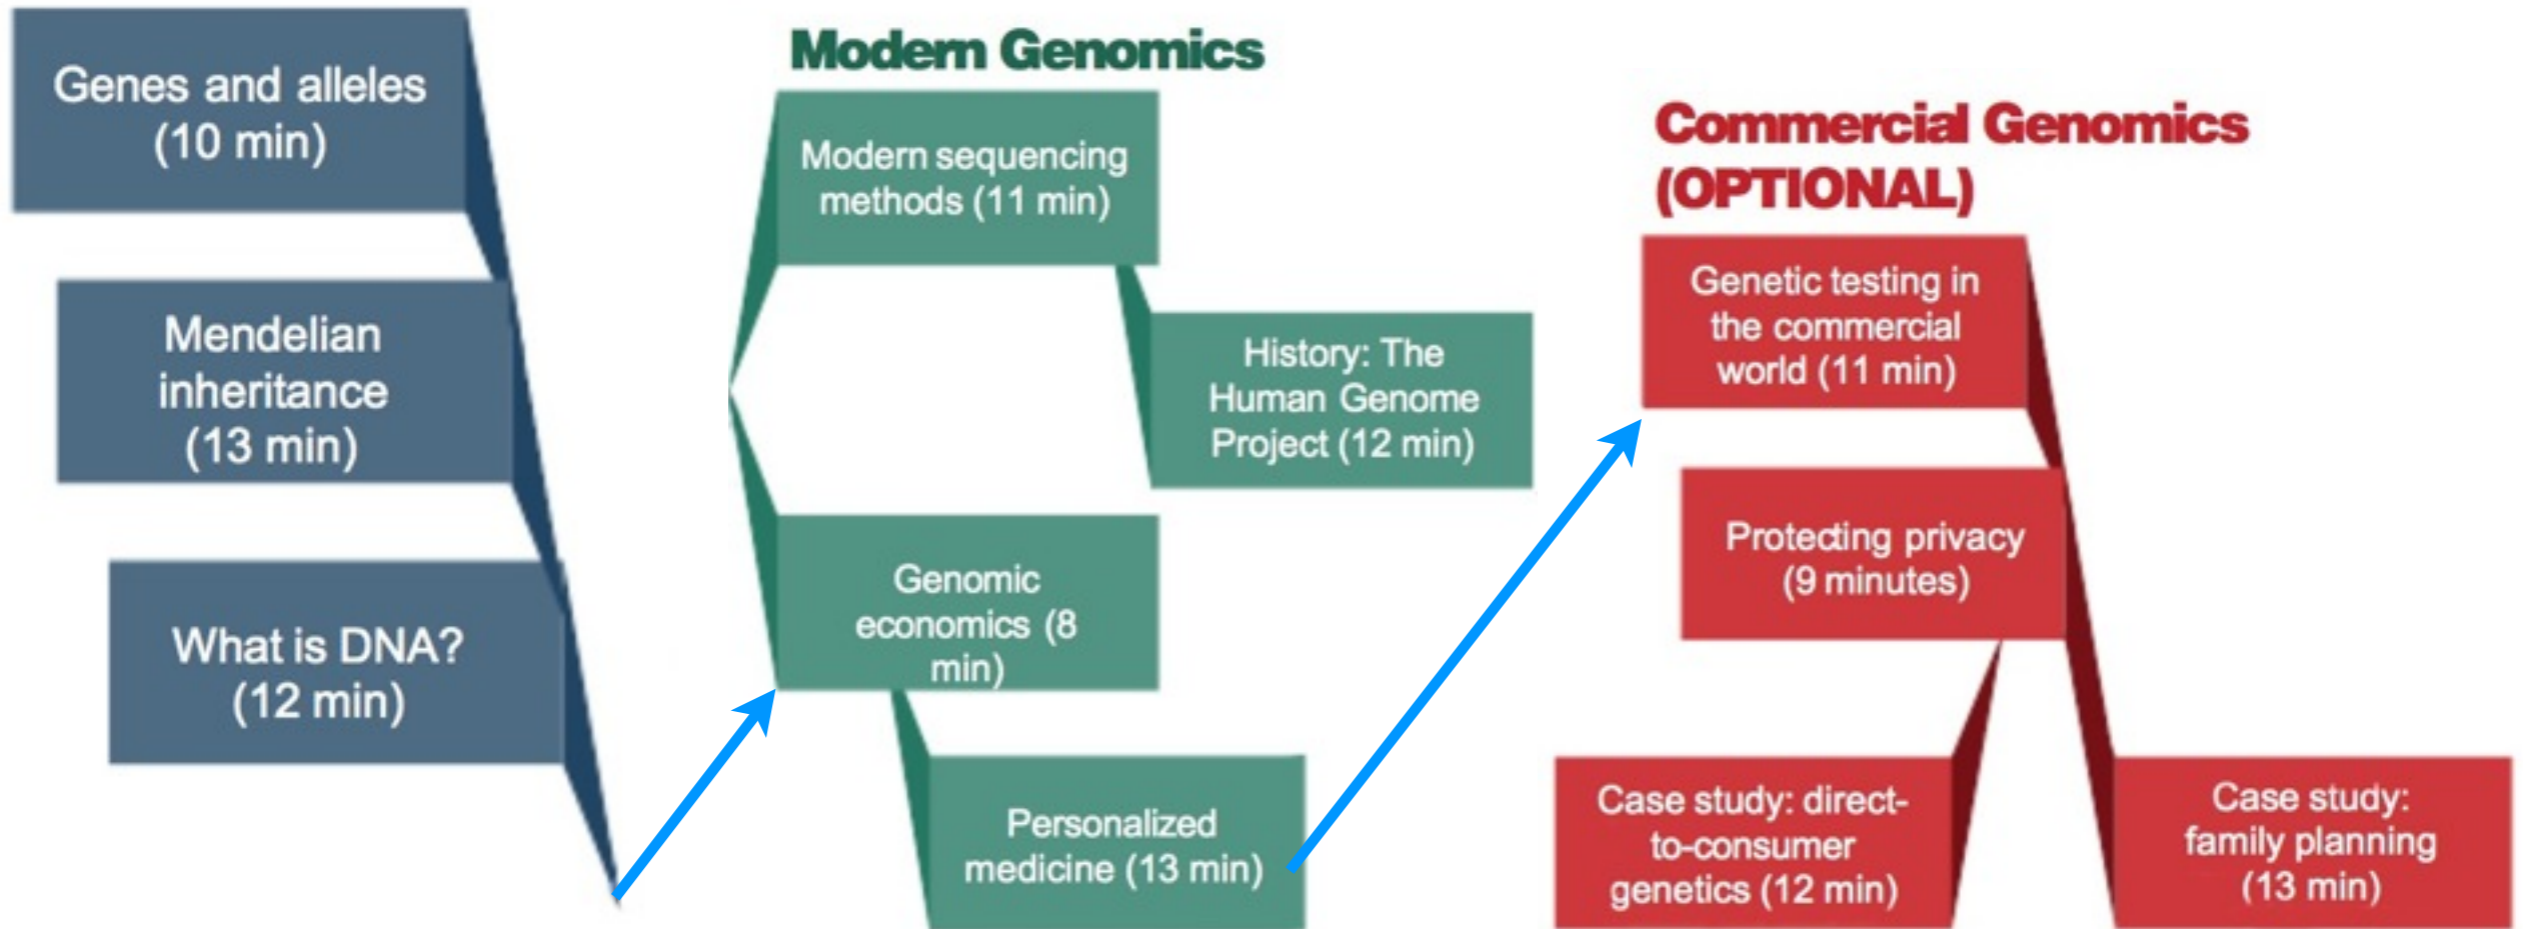 Genes and alleles
(10 min)
Mendelian
inheritance
(13 min)
What is DNA?
(12 min)
Modern Genomics
Modern sequencing
methods (11 min)
History: The
Human Genome
Project (12 min)
Genomic
economics (8
min)
Personalized
medicine (13 min)
Commercial Genomics
(OPTIONAL)
Genetic testing in
the commercial
world (11 min)
Protecting privacy
(9 minutes)
Case study: direct-
to-consumer
genetics (12 min)
Case study:
family planning
(13 min)